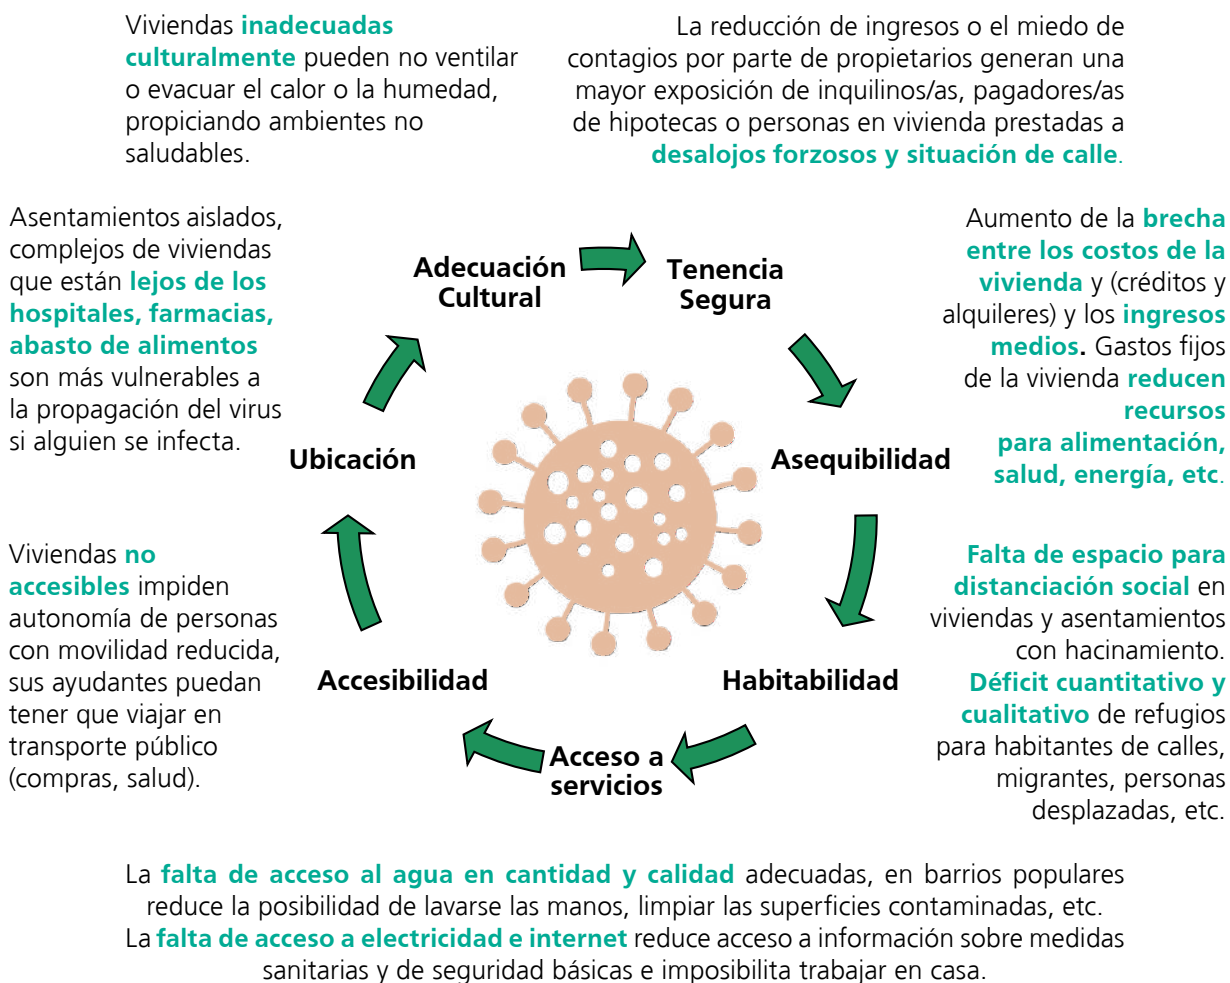 Viviendas inadecuadas
culturalmente pueden no ventilar
o evacuar el calor o la humedad,
propiciando ambientes no
saludables.
La reducción de ingresos o el miedo de
contagios por parte de propietarios generan una
mayor exposición de inquilinos/as, pagadores/as
de hipotecas o personas en vivienda prestadas a
desalojos forzosos y situación de calle.
Asentamientos aislados,
complejos de viviendas
que están lejos de los
hospitales, farmacias,
abasto de alimentos
son más vulnerables a
la propagación del virus
si alguien se infecta.
Adecuación
Cultural
Tenencia
Segura
Aumento de la brecha
entre los costos de la
vivienda y (créditos y
alquileres) y los ingresos
medios. Gastos fijos
de la vivienda reducen
recursos
para alimentación,
salud, energía, etc.
Ubicación
Asequibilidad
Viviendas no
accesibles impiden
autonomía de personas
con movilidad reducida,
sus ayudantes puedan
tener que viajar en
transporte público
(compras, salud).
Accesibilidad
Habitabilidad
Falta de espacio para
distanciación social en
viviendas y asentamientos
con hacinamiento.
Déficit cuantitativo y
cualitativo de refugios
para habitantes de calles,
migrantes, personas
desplazadas, etc.
Acceso a
servicios
La falta de acceso al agua en cantidad y calidad adecuadas, en barrios populares
reduce la posibilidad de lavarse las manos, limpiar las superficies contaminadas, etc.
La falta de acceso a electricidad e internet reduce acceso a información sobre medidas
sanitarias y de seguridad básicas e imposibilita trabajar en casa.